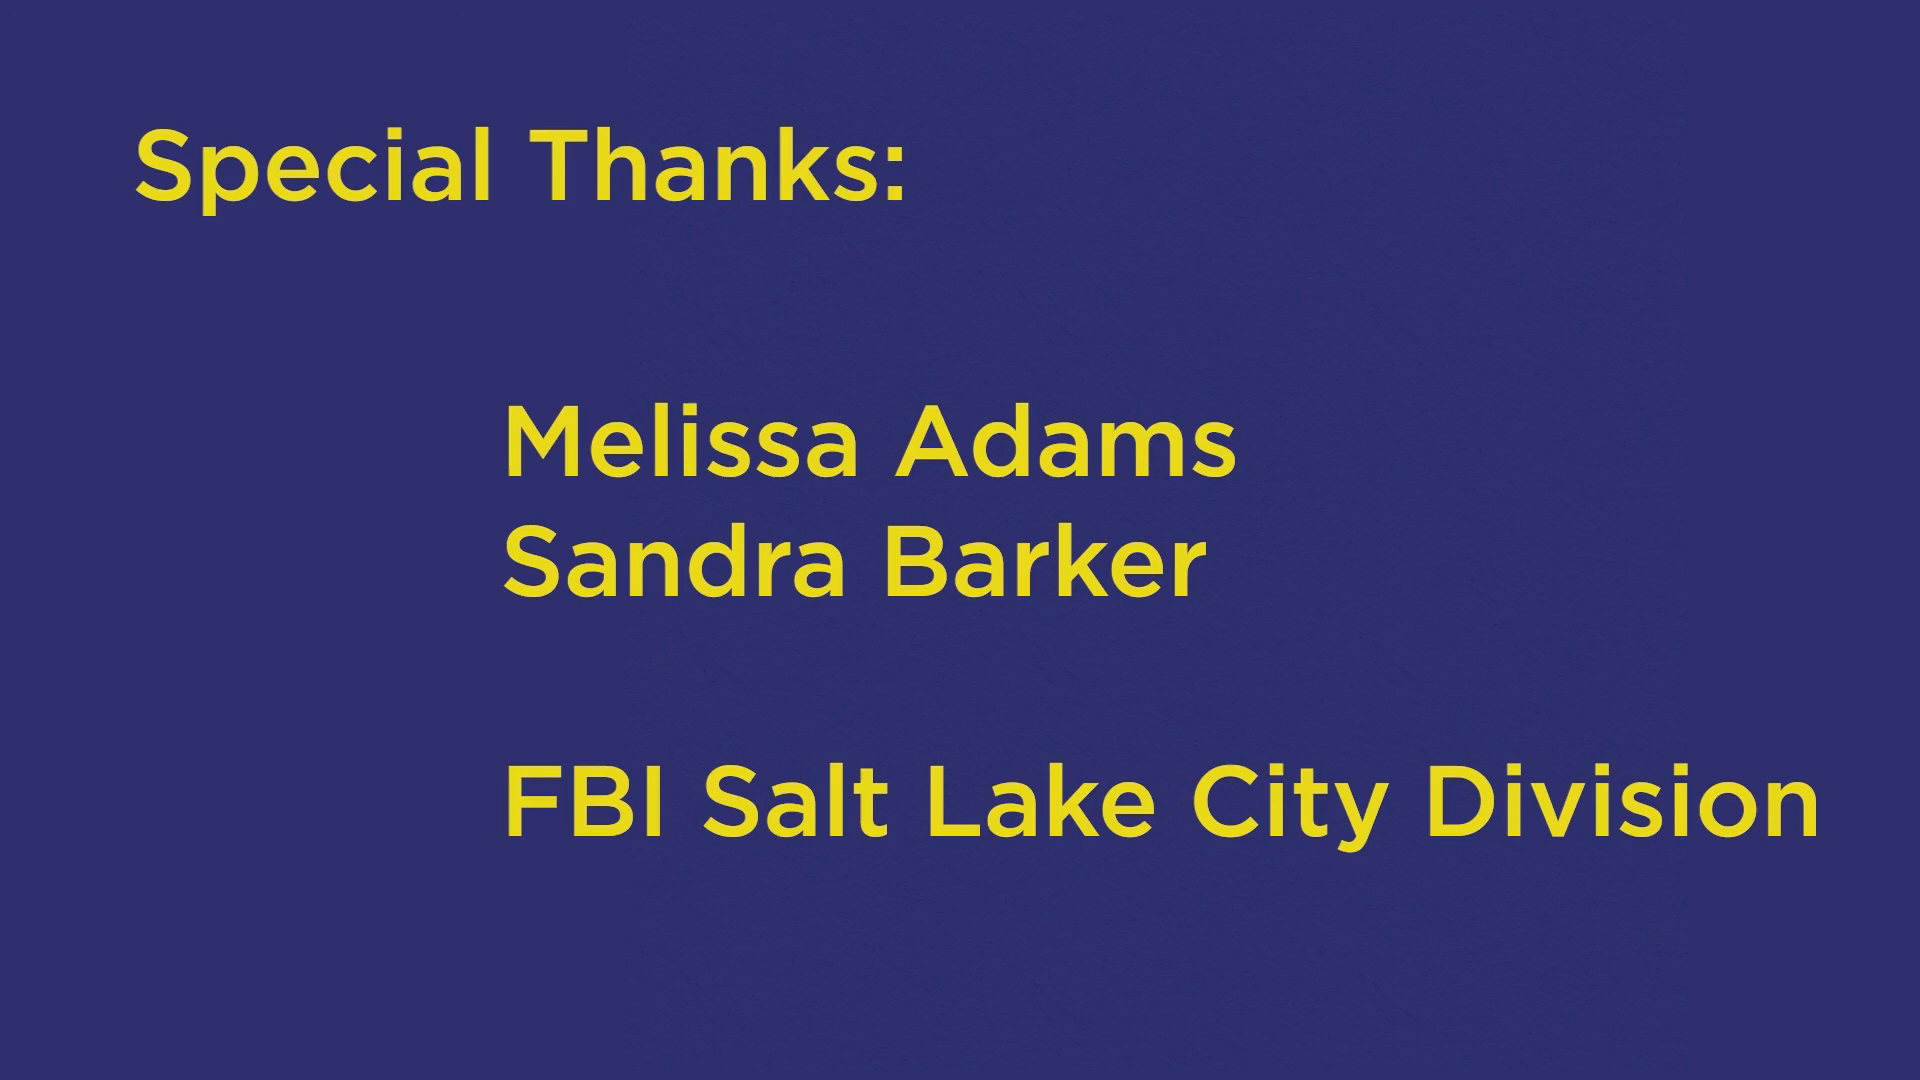 Special Thanks:
Melissa Adams
Sandra Barker
FBI Salt Lake City Division